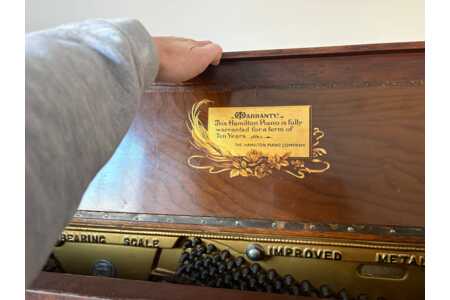 Warranty.
This Hamilton Piano is fully
warranted for a term of
Ten Years.
THE HAMILTON PIANO COMPANY.
BEARING SCALE
IMPROVED METAL